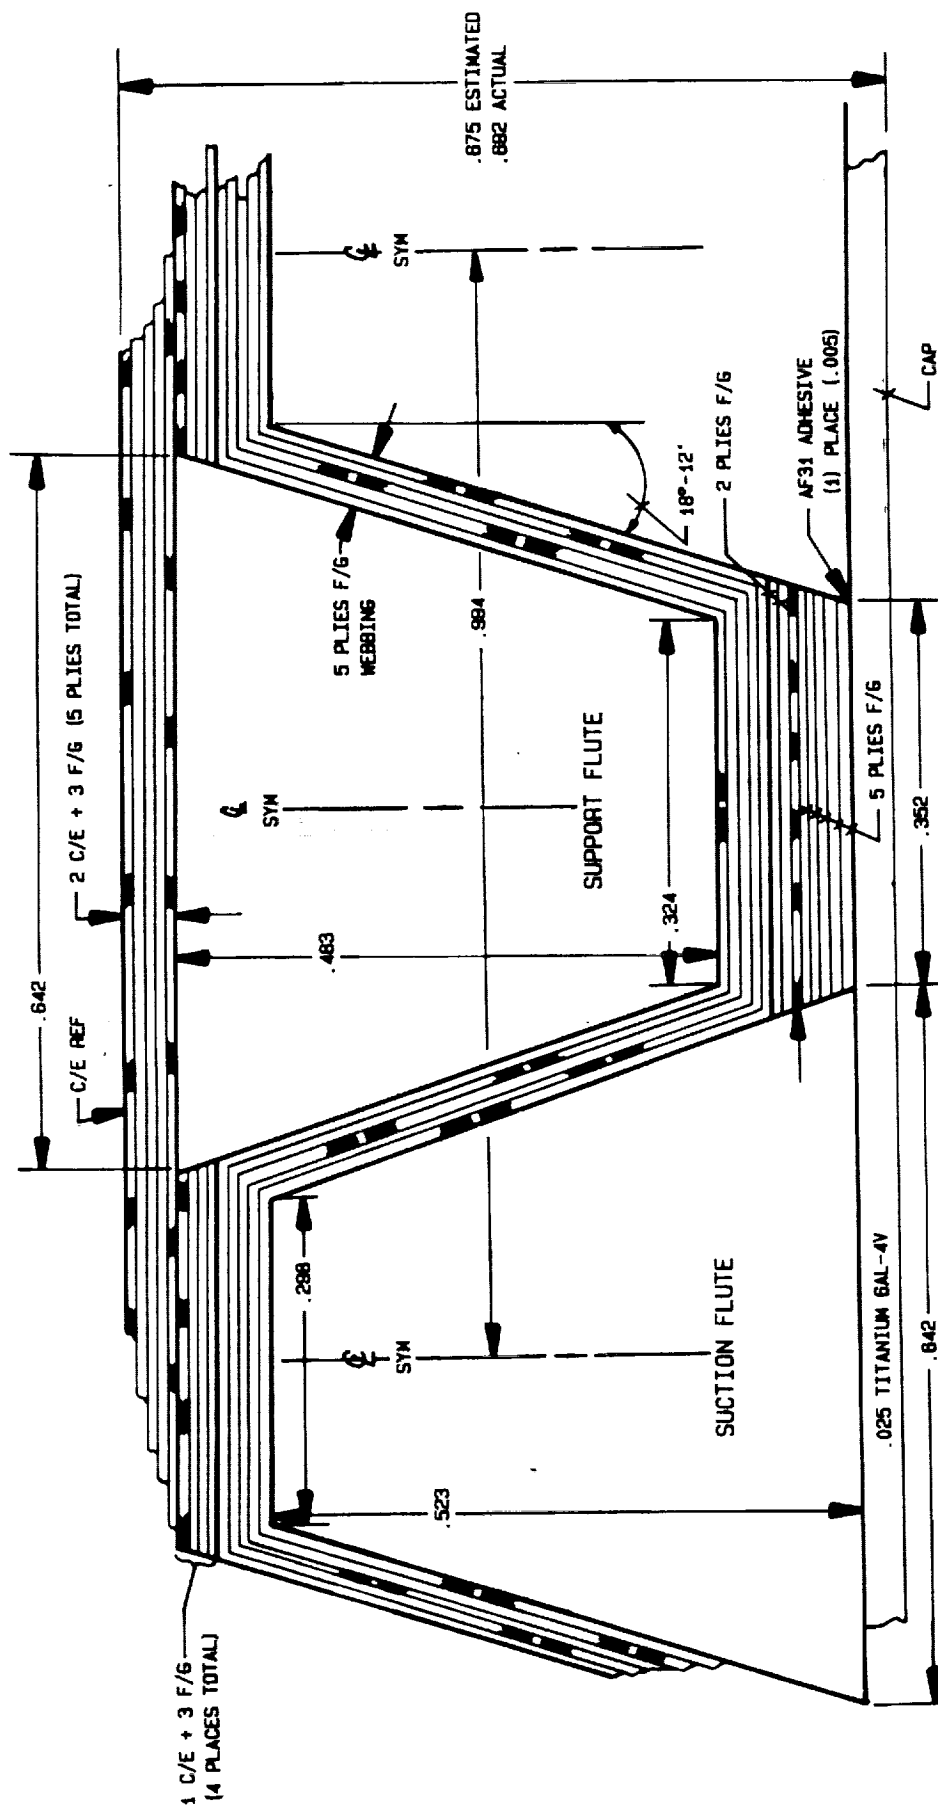 .875 ESTIMATED
.882 ACTUAL
℄
SYM
2 PLIES F/G
AF31 ADHESIVE
(1) PLACE (.005)
CAP
18°-12'
.984
5 PLIES F/G
WEBBING
2 C/E + 3 F/G (5 PLIES TOTAL)
.642
C/E REF
℄
SYM
SUPPORT FLUTE
.483
.324
5 PLIES F/G
.352
.298
℄
SYM
SUCTION FLUTE
.523
.025 TITANIUM 6AL-4V
.642
1 C/E + 3 F/G
(4 PLACES TOTAL)